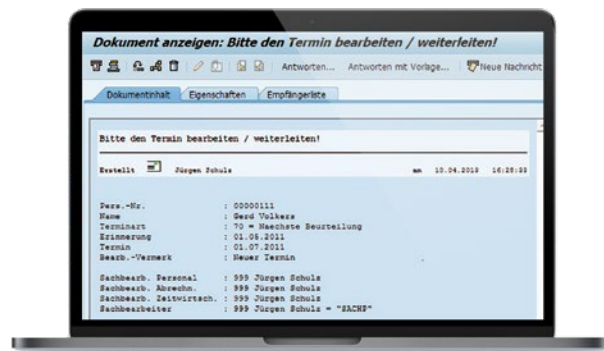 Dokument anzeigen: Bitte den Termin bearbeiten / weiterleiten!
Antworten... Antworten mit Vorlage... Neue Nachricht
Dokumentinhalt Eigenschaften Empfängerliste
Bitte den Termin bearbeiten / weiterleiten!
Erstellt Jürgen Schulz am 10.04.2013 16:28:33
Pers.-Nr. : 00000111
Name : Gerd Volkers
Terminart : 70 = Naechste Beurteilung
Erinnerung : 01.05.2011
Termin : 01.07.2011
Bearb.-Vermerk : Neuer Termin
Sachbearb. Personal : 999 Jürgen Schulz
Sachbearb. Abrechn. : 999 Jürgen Schulz
Sachbearb. Zeitwirtsch. : 999 Jürgen Schulz
Sachbearbeiter : 999 Jürgen Schulz = "SACHP"